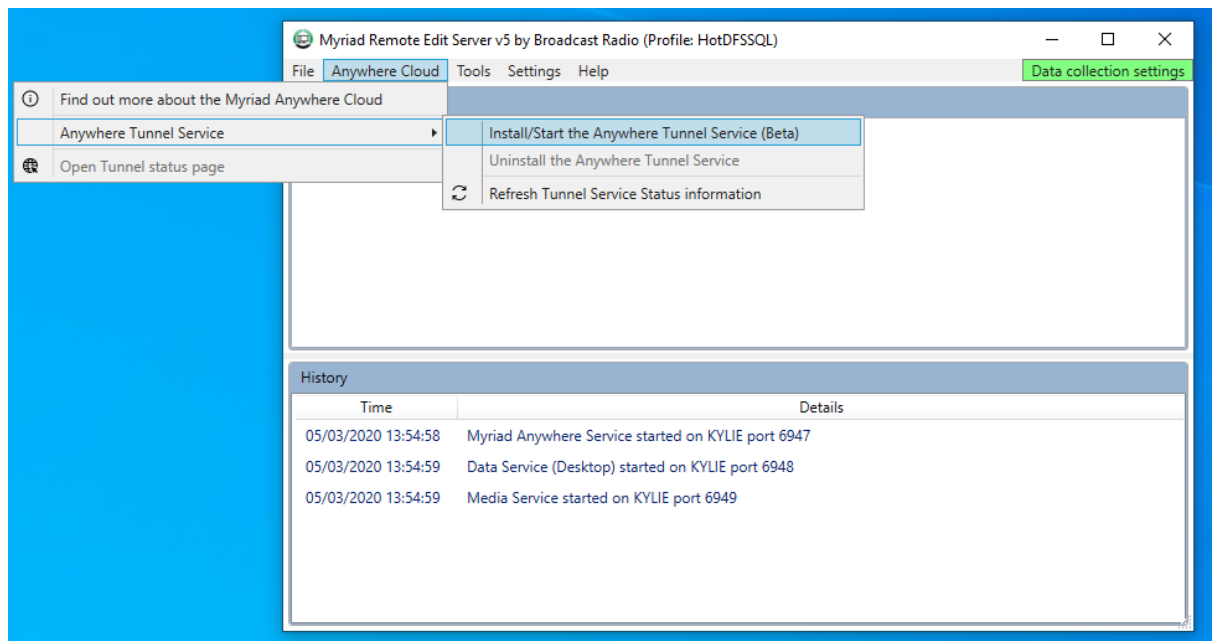 Myriad Remote Edit Server v5 by Broadcast Radio (Profile: HotDFSSQL)
File Anywhere Cloud Tools Settings Help Data collection settings
Find out more about the Myriad Anywhere Cloud
Anywhere Tunnel Service
Install/Start the Anywhere Tunnel Service (Beta)
Uninstall the Anywhere Tunnel Service
Open Tunnel status page
Refresh Tunnel Service Status information
History
Time Details
05/03/2020 13:54:58 Myriad Anywhere Service started on KYLIE port 6947
05/03/2020 13:54:59 Data Service (Desktop) started on KYLIE port 6948
05/03/2020 13:54:59 Media Service started on KYLIE port 6949